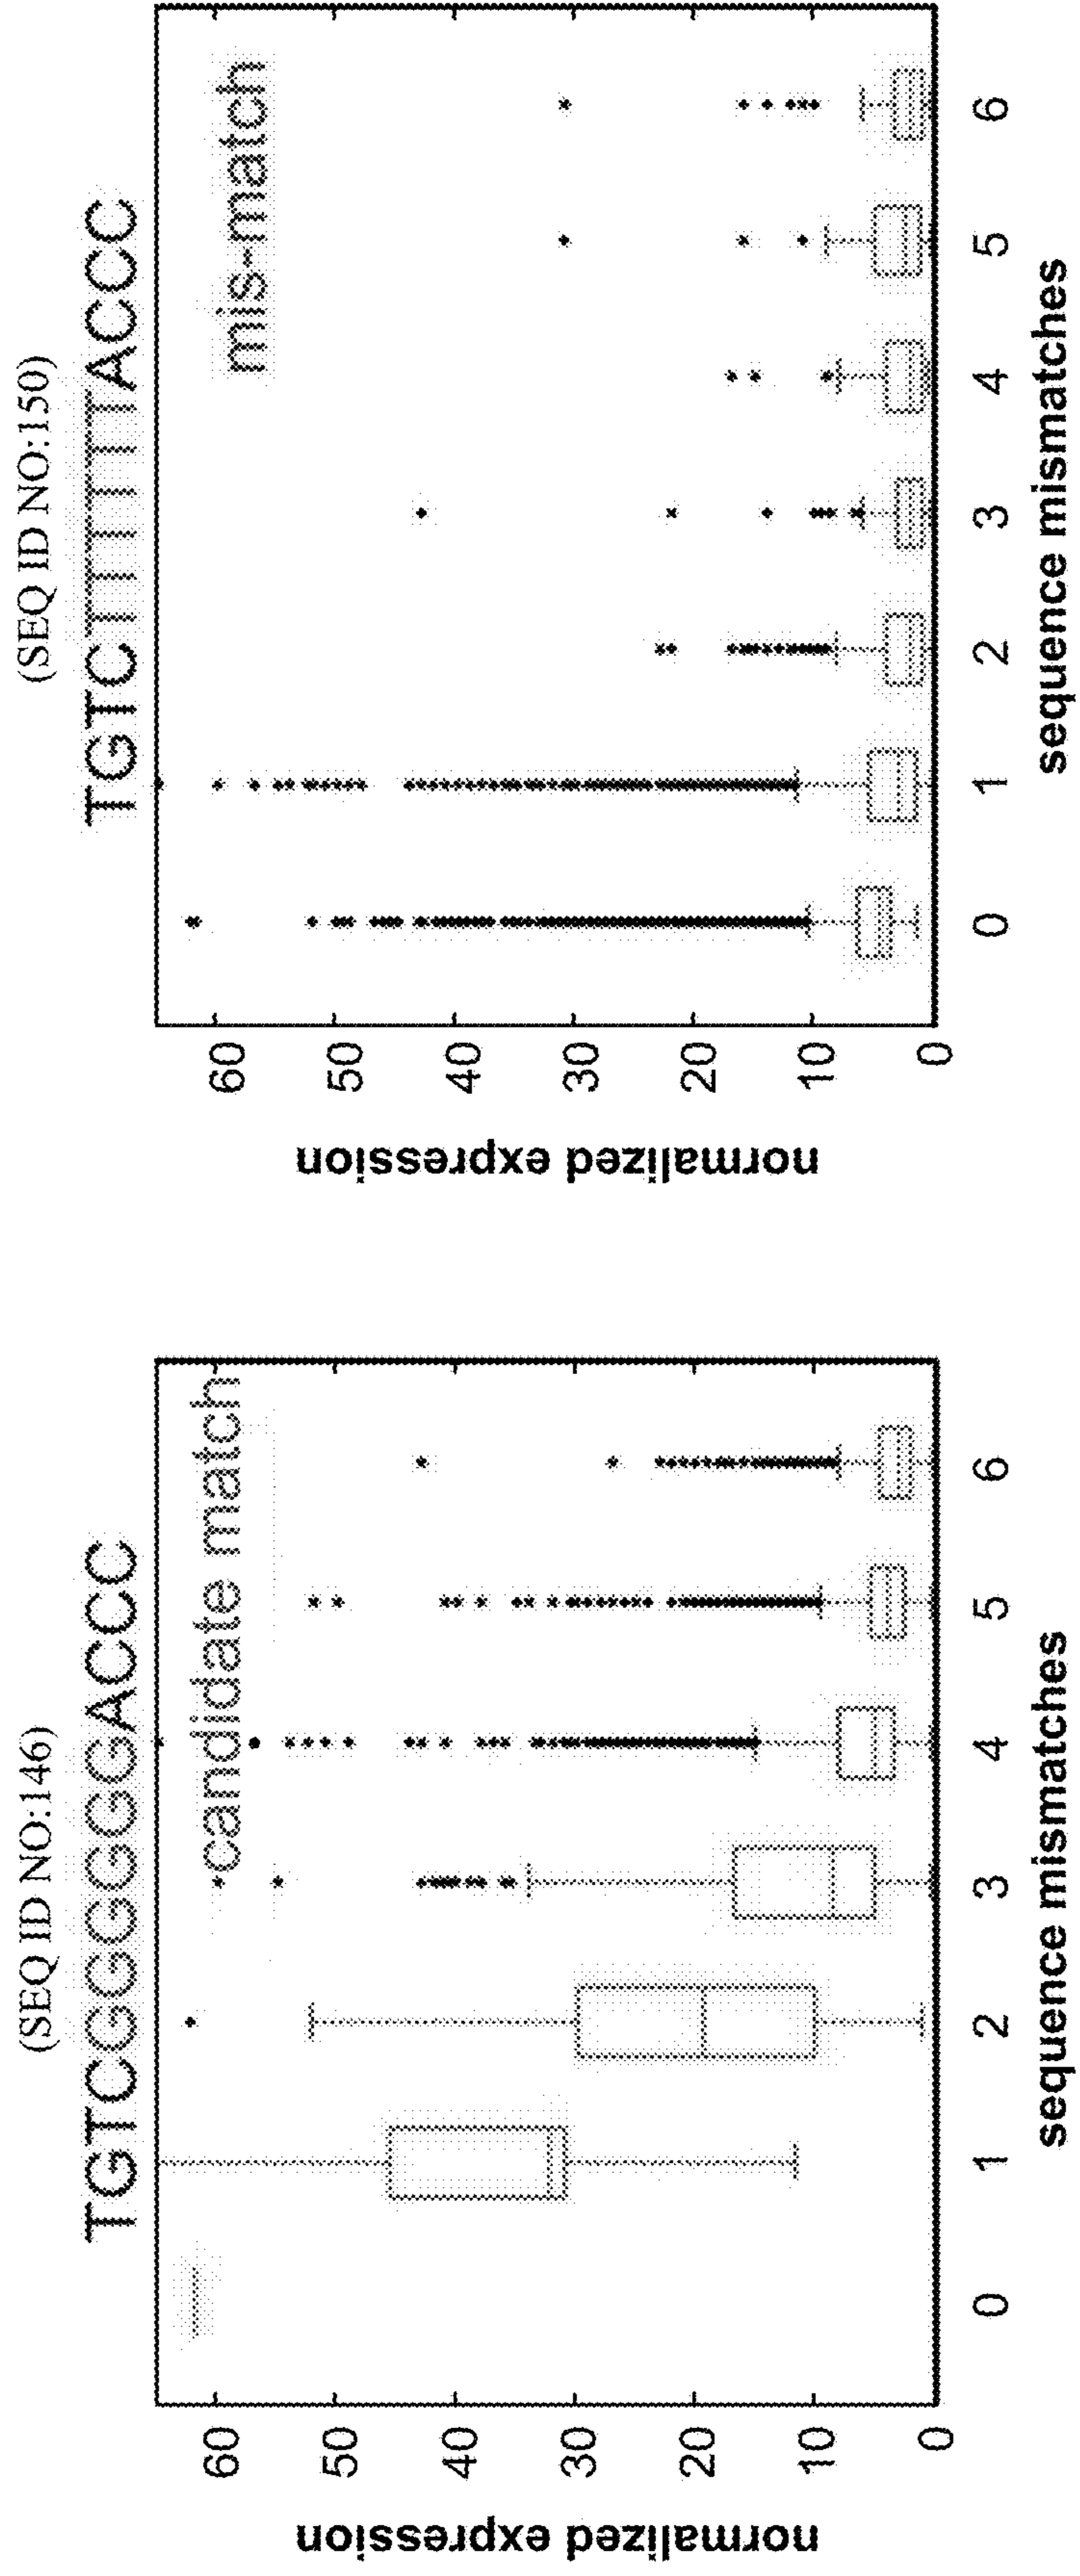 (SEQ ID NO:146)
TGTCGGGGGGACCC
candidate match
normalized expression
60
50
40
30
20
10
0
0 1 2 3 4 5 6
sequence mismatches
(SEQ ID NO:150)
TGTCTTTTTTACCC
mis-match
normalized expression
60
50
40
30
20
10
0
0 1 2 3 4 5 6
sequence mismatches